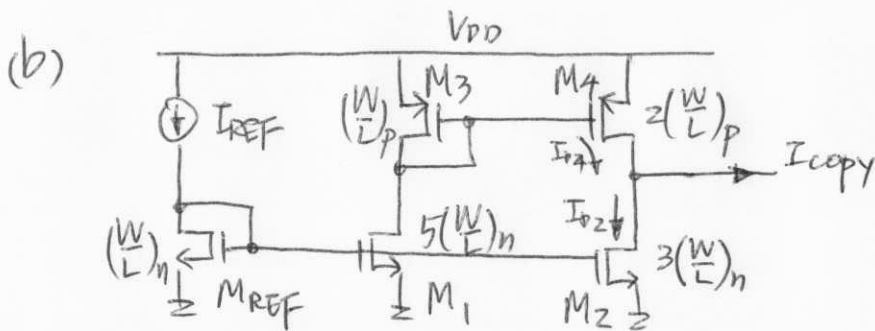 (b)
VDD
IREF
(W/L)p
M3
M4
2(W/L)p
ID4
Icopy
ID2
(W/L)n
MREF
5(W/L)n
M1
M2
3(W/L)n